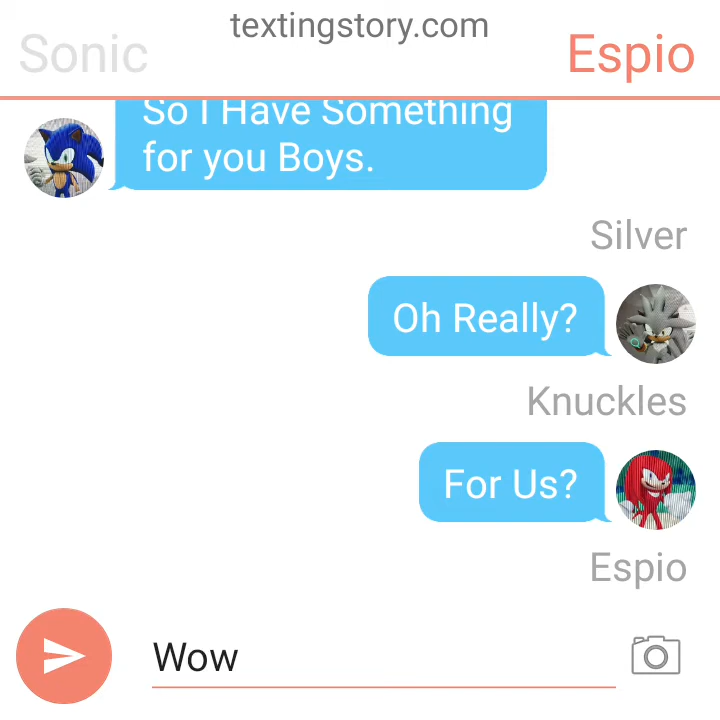 textingstory.com
Sonic
Espio
So I Have Something
for you Boys.
Silver
Oh Really?
Knuckles
For Us?
Espio
Wow